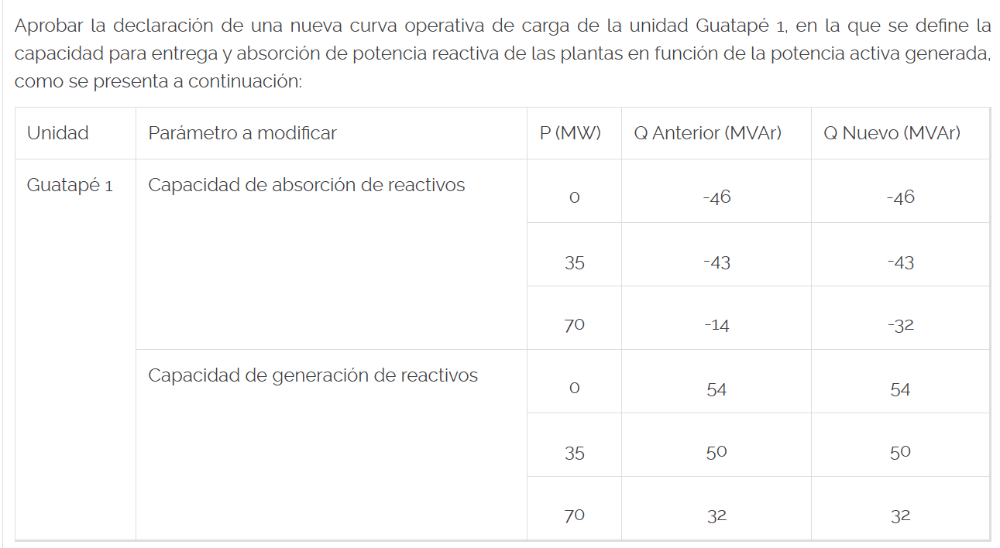 Aprobar la declaración de una nueva curva operativa de carga de la unidad Guatapé 1, en la que se define la
capacidad para entrega y absorción de potencia reactiva de las plantas en función de la potencia activa generada,
como se presenta a continuación:
Unidad Parámetro a modificar P (MW) Q Anterior (MVAr) Q Nuevo (MVAr)
Guatapé 1 Capacidad de absorción de reactivos
0 -46 -46
35 -43 -43
70 -14 -32
Capacidad de generación de reactivos
0 54 54
35 50 50
70 32 32